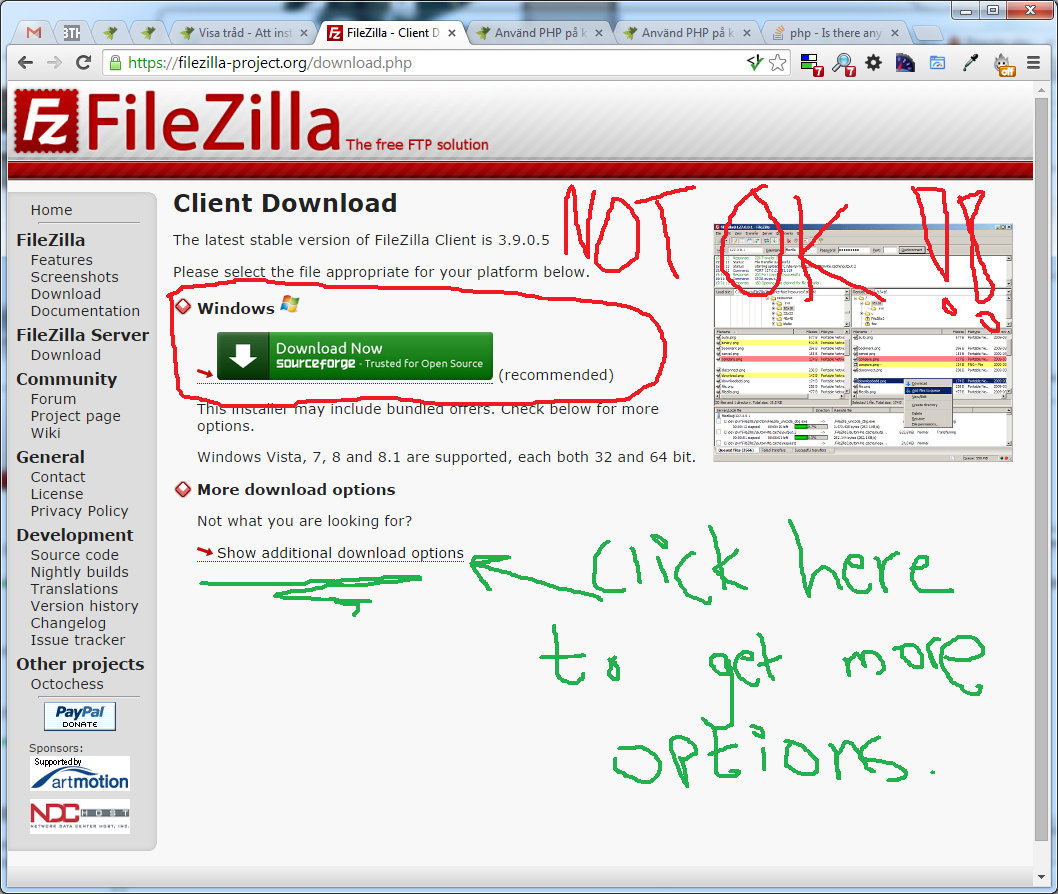 Visa tråd - Att inst
FileZilla - Client D
Använd PHP på k
Använd PHP på k
php - Is there any
https://filezilla-project.org/download.php
7
7
off
Fz FileZilla The free FTP solution
Home
FileZilla
Features
Screenshots
Download
Documentation
FileZilla Server
Download
Community
Forum
Project page
Wiki
General
Contact
License
Privacy Policy
Development
Source code
Nightly builds
Translations
Version history
Changelog
Issue tracker
Other projects
Octochess
PayPal
DONATE
Sponsors:
Supported by
artmotion
NDC HOST
NETWORK DATA CENTER HOST, INC.
Client Download
The latest stable version of FileZilla Client is 3.9.0.5
Please select the file appropriate for your platform below.
NOT OK !!
Windows
Download Now
sourceforge - Trusted for Open Source
(recommended)
This installer may include bundled offers. Check below for more
options.
Windows Vista, 7, 8 and 8.1 are supported, each both 32 and 64 bit.
More download options
Not what you are looking for?
Show additional download options
Click here
to get more
options.